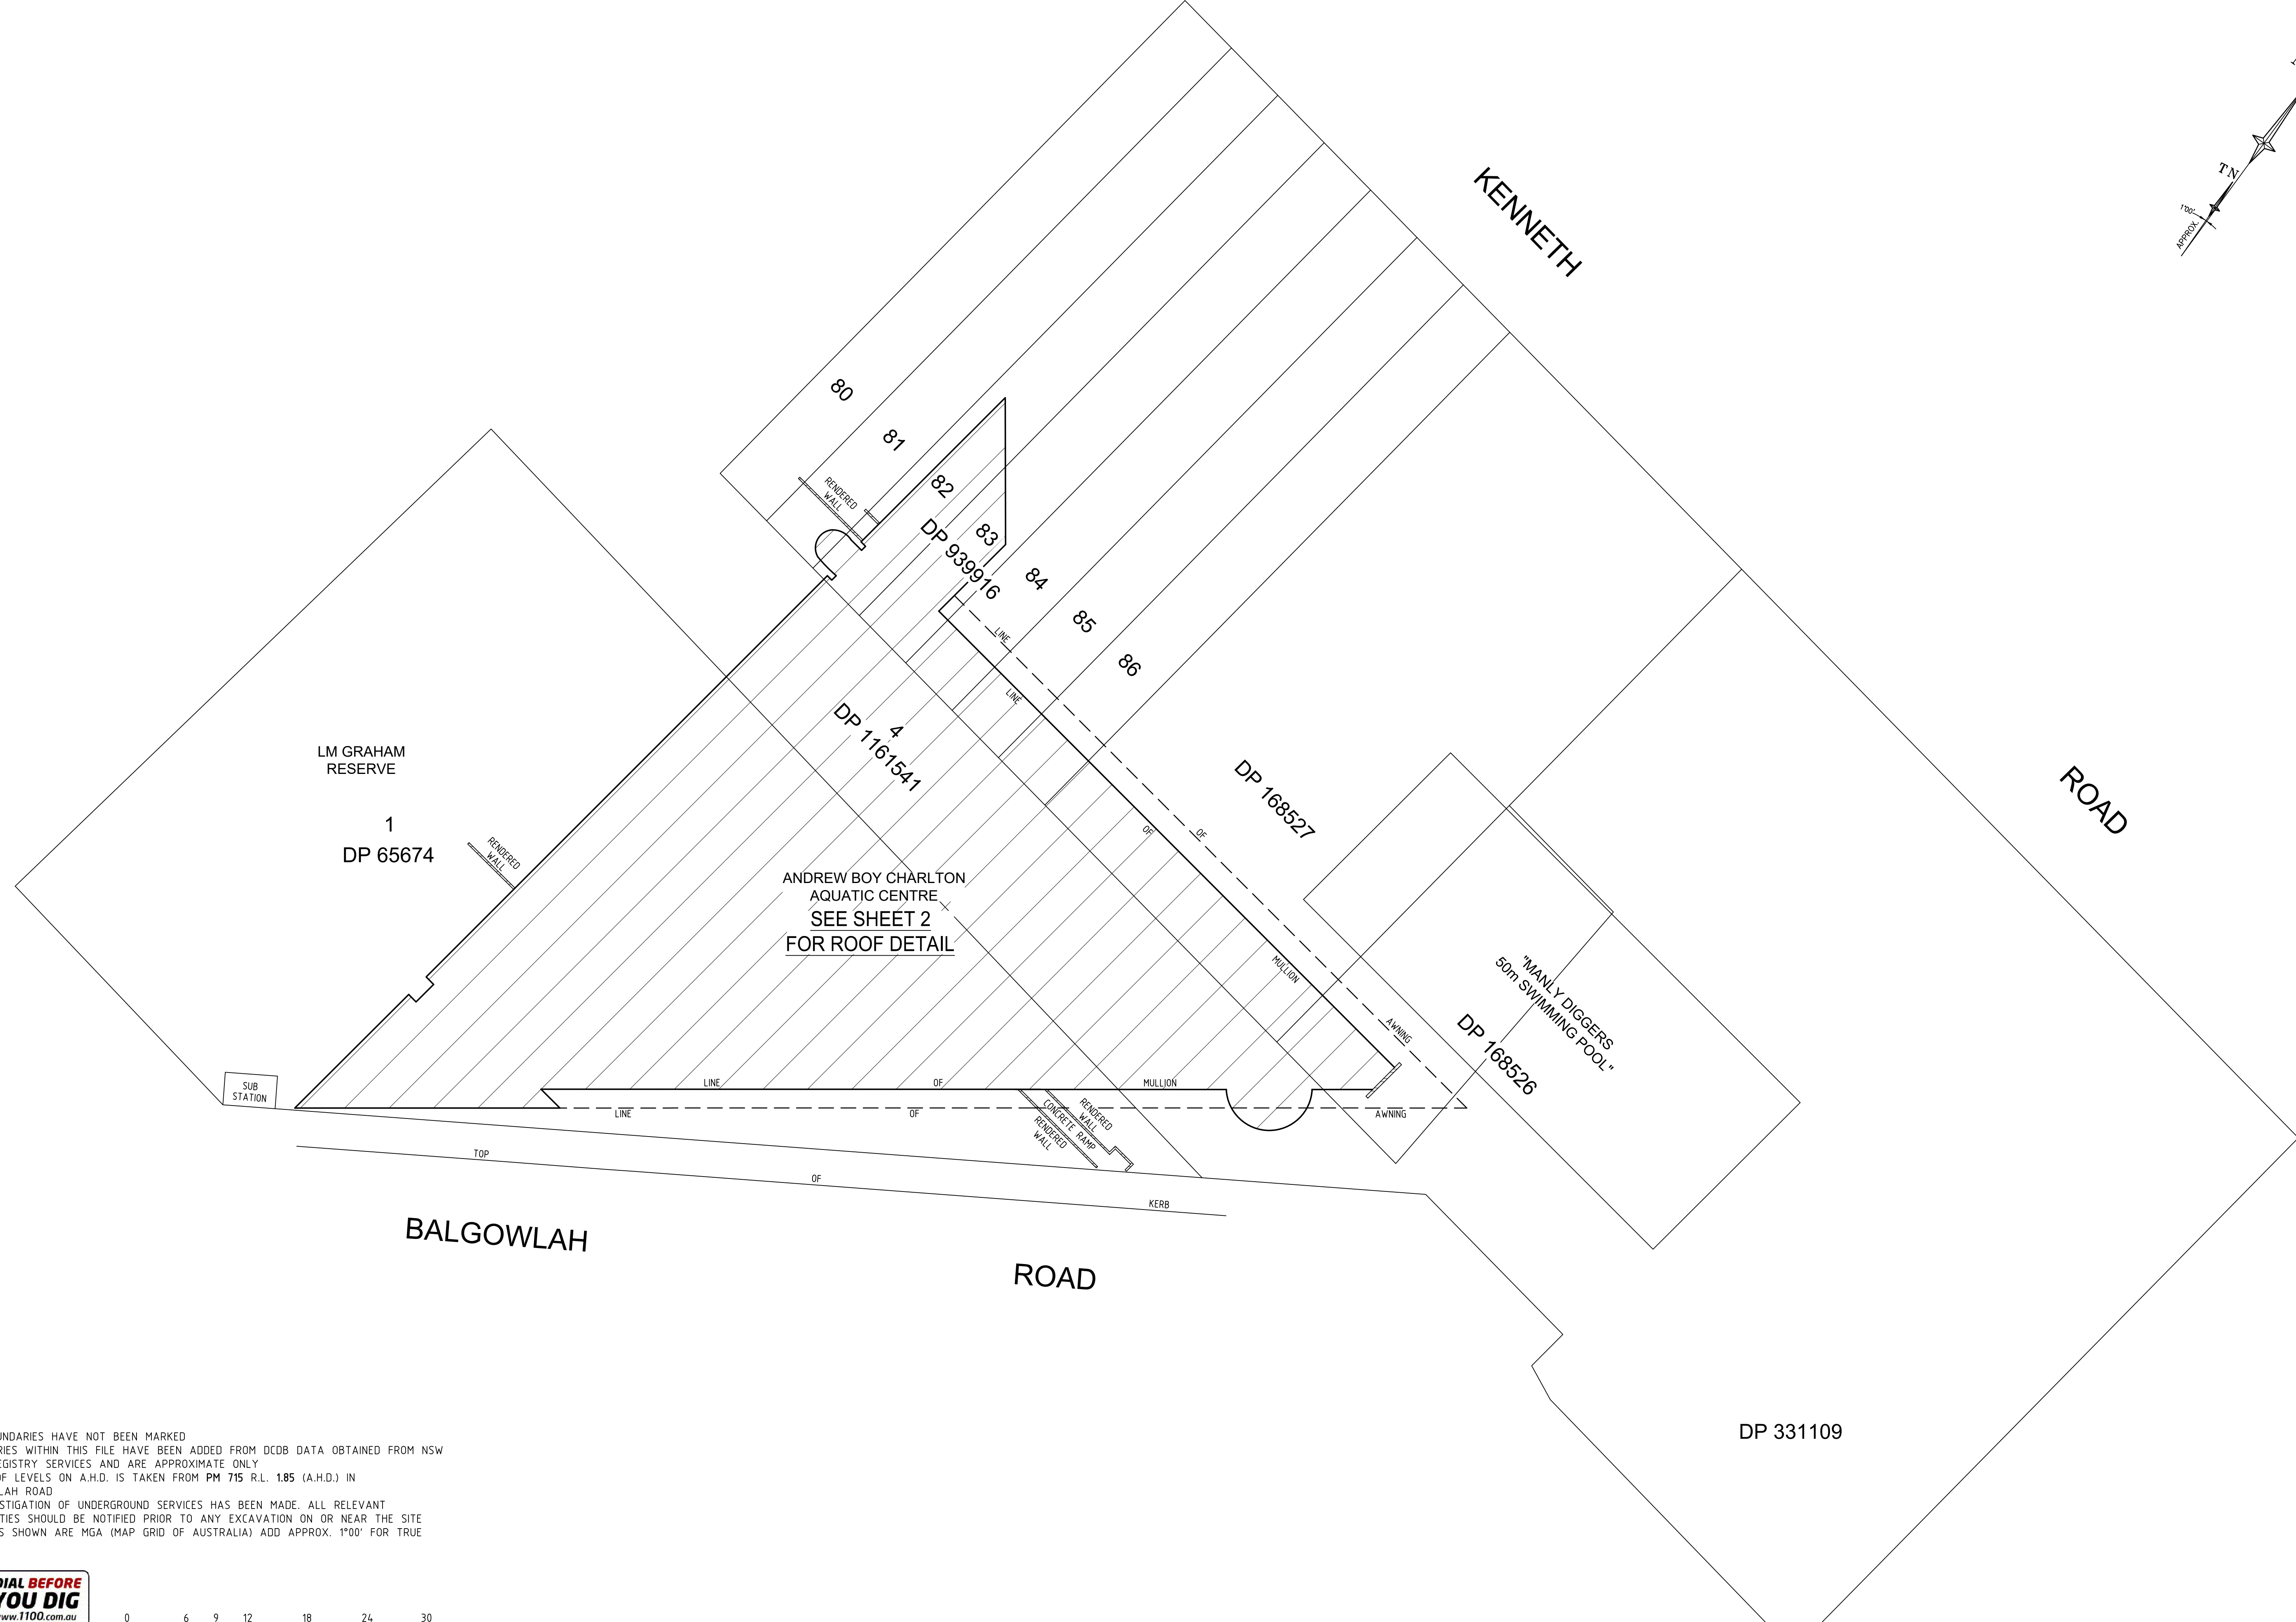 KENNETH
ROAD
TN
1°00'
APPROX.
80
81
82
83
84
85
86
RENDERED
WALL
DP 939916
LINE
LINE
4
DP 1161541
LM GRAHAM
RESERVE
1
DP 65674
RENDERED
WALL
DP 168527
OF
OF
ANDREW BOY CHARLTON
AQUATIC CENTRE
SEE SHEET 2
FOR ROOF DETAIL
MULLION
AWNING
"MANLY DIGGERS
50m SWIMMING POOL"
DP 168526
SUB
STATION
LINE
OF
MULLION
LINE
OF
AWNING
RENDERED
WALL
CONCRETE RAMP
RENDERED
WALL
TOP
OF
KERB
BALGOWLAH
ROAD
DP 331109
UNDARIES HAVE NOT BEEN MARKED
RIES WITHIN THIS FILE HAVE BEEN ADDED FROM DCDB DATA OBTAINED FROM NSW
EGISTRY SERVICES AND ARE APPROXIMATE ONLY
OF LEVELS ON A.H.D. IS TAKEN FROM PM 715 R.L. 1.85 (A.H.D.) IN
LAH ROAD
STIGATION OF UNDERGROUND SERVICES HAS BEEN MADE. ALL RELEVANT
TIES SHOULD BE NOTIFIED PRIOR TO ANY EXCAVATION ON OR NEAR THE SITE
S SHOWN ARE MGA (MAP GRID OF AUSTRALIA) ADD APPROX. 1°00' FOR TRUE
DIAL BEFORE
YOU DIG
www.1100.com.au
0 6 9 12 18 24 30